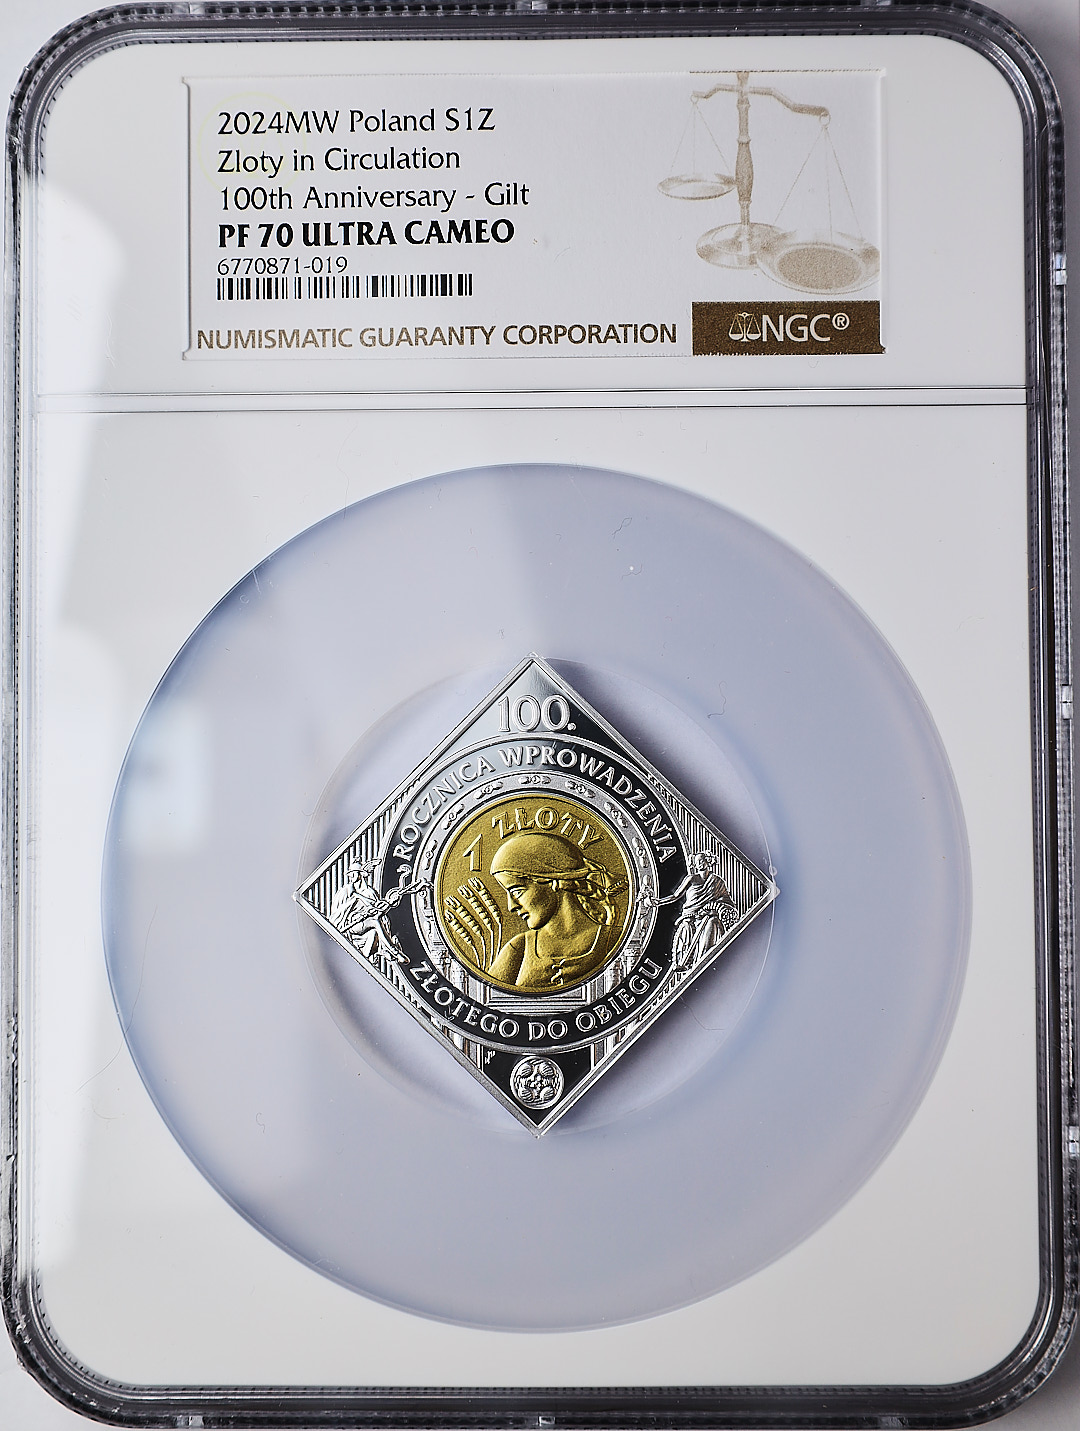 2024MW Poland S1Z
Zloty in Circulation
100th Anniversary - Gilt
PF 70 ULTRA CAMEO
6770871-019
NUMISMATIC GUARANTY CORPORATION
NGC®
100.
ROCZNICA WPROWADZENIA
1 ZŁOTY
ZŁOTEGO DO OBIEGU